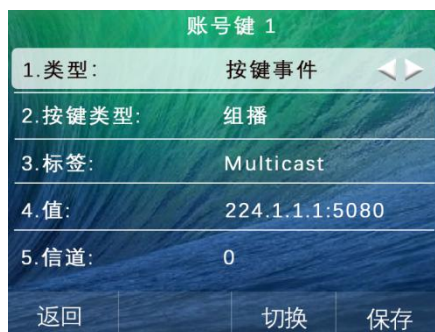 账号键 1
1.类型: 按键事件
2.按键类型: 组播
3.标签: Multicast
4.值: 224.1.1.1:5080
5.信道: 0
返回 切换 保存